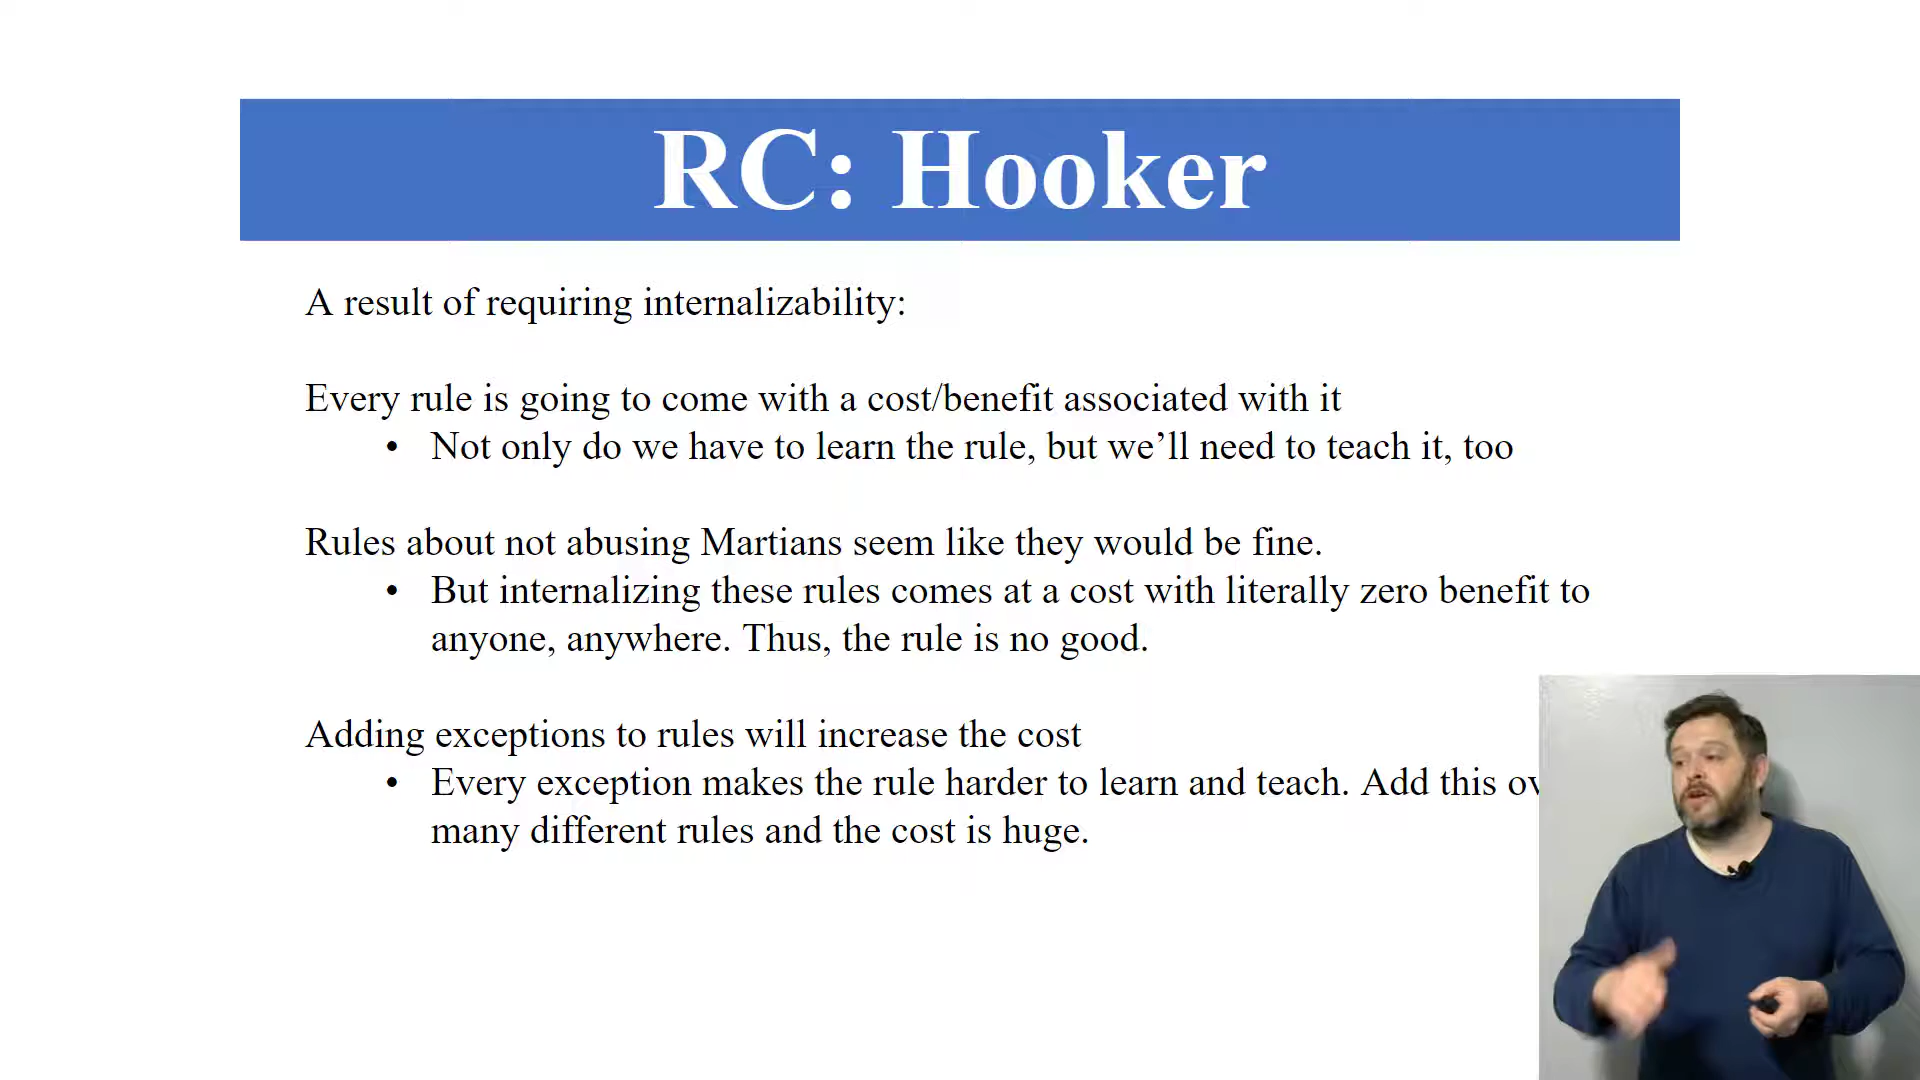 RC: Hooker
A result of requiring internalizability:
Every rule is going to come with a cost/benefit associated with it
• Not only do we have to learn the rule, but we’ll need to teach it, too
Rules about not abusing Martians seem like they would be fine.
• But internalizing these rules comes at a cost with literally zero benefit to
anyone, anywhere. Thus, the rule is no good.
Adding exceptions to rules will increase the cost
• Every exception makes the rule harder to learn and teach. Add this
many different rules and the cost is huge.